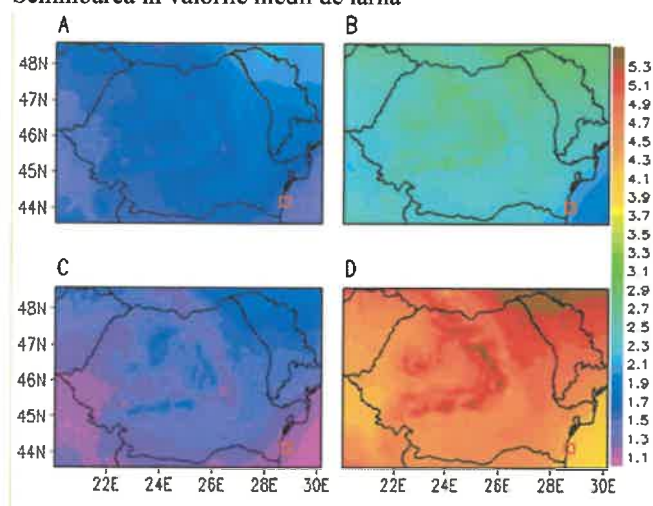 Schimbarea în valorile medii de iarnă
A B
48N
47N
46N
45N
44N
C D
48N
47N
46N
45N
44N
22E 24E 26E 28E 30E 22E 24E 26E 28E 30E
5.3
5.1
4.9
4.7
4.5
4.3
4.1
3.9
3.7
3.5
3.3
3.1
2.9
2.7
2.5
2.3
2.1
1.9
1.7
1.5
1.3
1.1